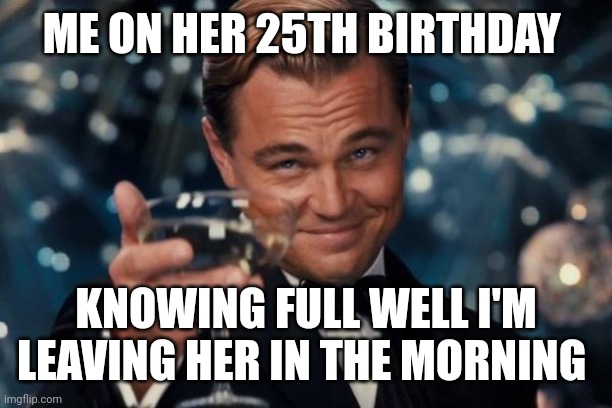 ME ON HER 25TH BIRTHDAY
KNOWING FULL WELL I'M
LEAVING HER IN THE MORNING
imgflip.com